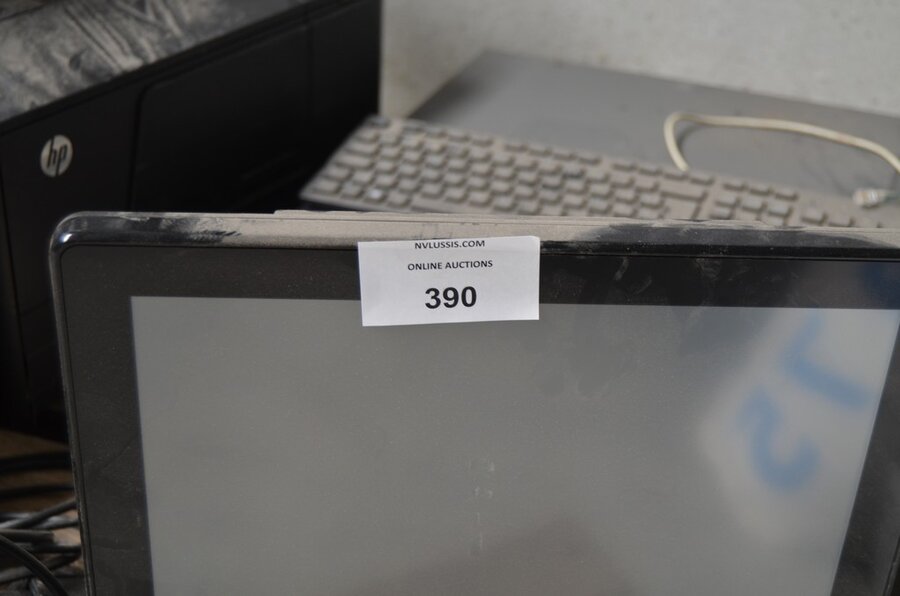 hp
NVLUSSIS.COM
ONLINE AUCTIONS
390